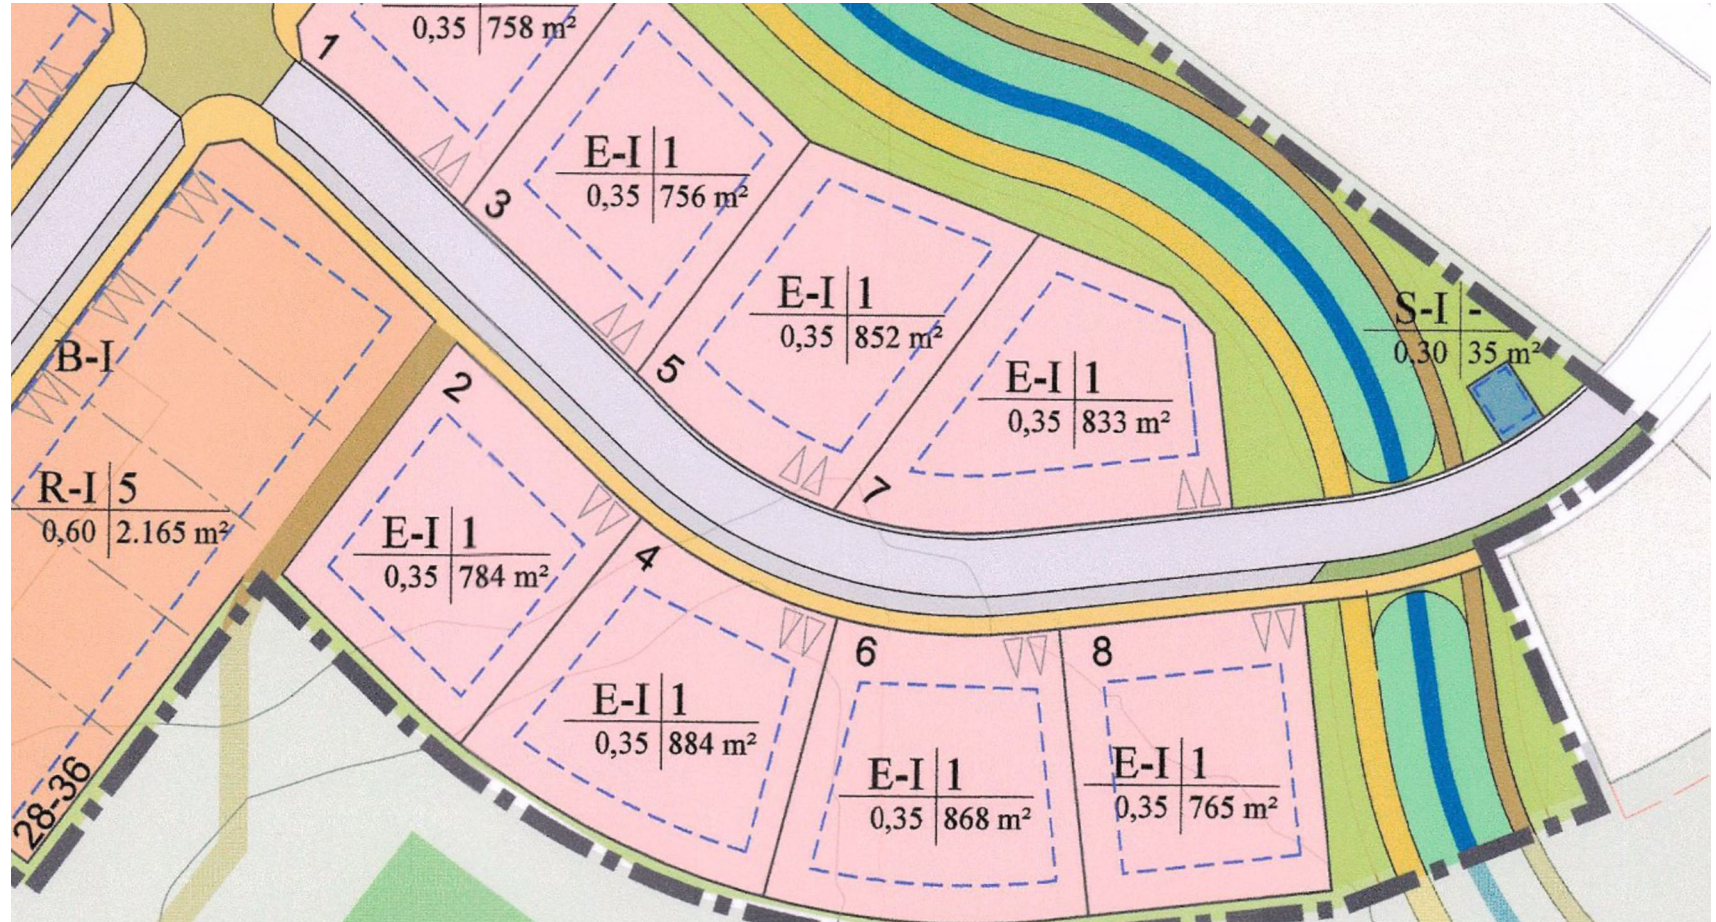 0,35 758 m²
1
E-I 1
0,35 756 m²
3
E-I 1
0,35 852 m²
5
E-I 1
0,35 833 m²
7
S-I -
0,30 35 m²
B-I
R-I 5
0,60 2.165 m²
28-36
2
E-I 1
0,35 784 m²
4
E-I 1
0,35 884 m²
6
E-I 1
0,35 868 m²
8
E-I 1
0,35 765 m²